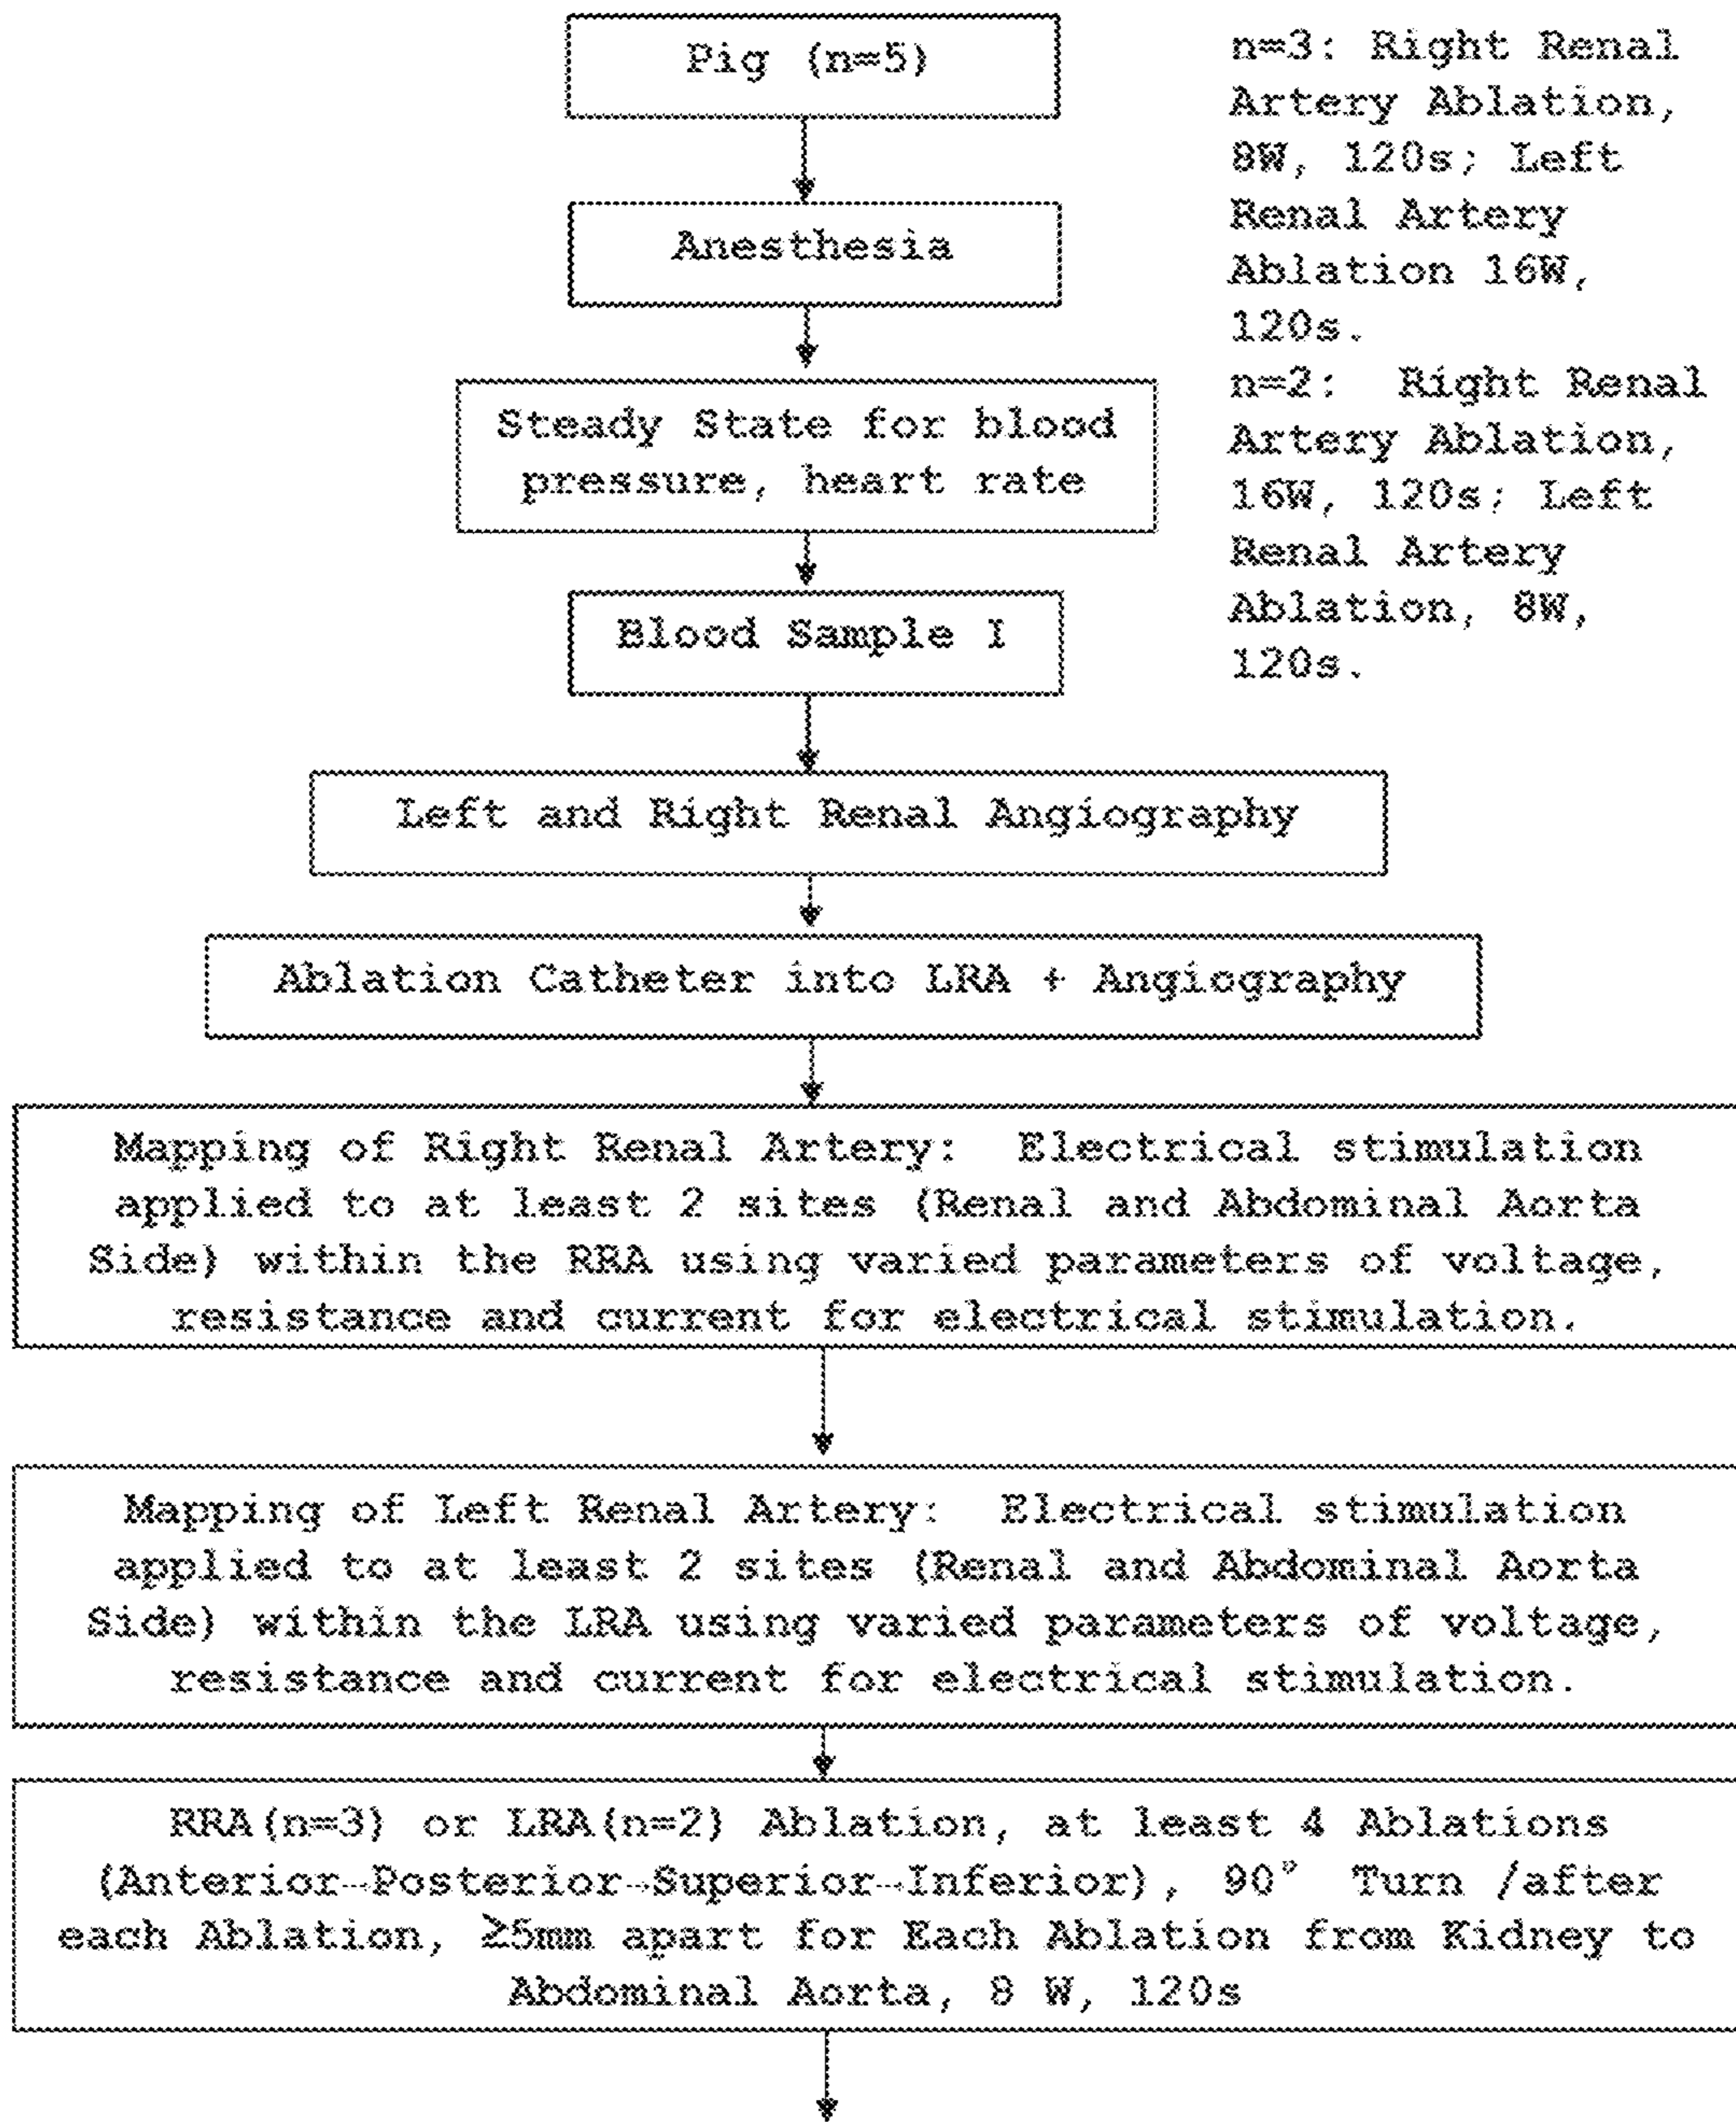 Pig (n=5)
Anesthesia
Steady State for blood
pressure, heart rate
Blood Sample I
n=3: Right Renal
Artery Ablation,
8W, 120s; Left
Renal Artery
Ablation 16W,
120s.
n=2: Right Renal
Artery Ablation,
16W, 120s; Left
Renal Artery
Ablation, 8W,
120s.
Left and Right Renal Angiography
Ablation Catheter into LRA + Angiography
Mapping of Right Renal Artery: Electrical stimulation
applied to at least 2 sites (Renal and Abdominal Aorta
Side) within the RRA using varied parameters of voltage,
resistance and current for electrical stimulation.
Mapping of Left Renal Artery: Electrical stimulation
applied to at least 2 sites (Renal and Abdominal Aorta
Side) within the LRA using varied parameters of voltage,
resistance and current for electrical stimulation.
RRA(n=3) or LRA(n=2) Ablation, at least 4 Ablations
(Anterior→Posterior→Superior→Inferior), 90° Turn /after
each Ablation, ≥5mm apart for Each Ablation from Kidney to
Abdominal Aorta, 8 W, 120s